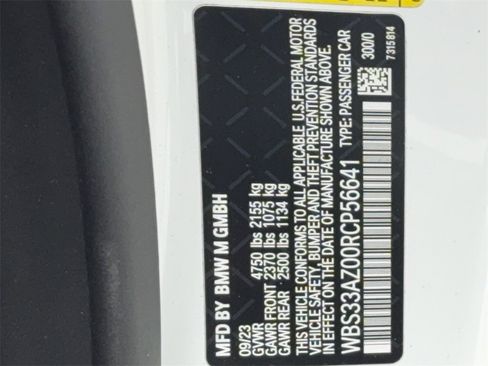 MFD BY BMW M GMBH
09/23
GVWR 4750 lbs 2155 kg
GAWR FRONT 2370 lbs 1075 kg
GAWR REAR 2500 lbs 1134 kg
THIS VEHICLE CONFORMS TO ALL APPLICABLE U.S. FEDERAL MOTOR
VEHICLE SAFETY, BUMPER AND THEFT PREVENTION STANDARDS
IN EFFECT ON THE DATE OF MANUFACTURE SHOWN ABOVE.
WBS33AZ00RCP56641 TYPE: PASSENGER CAR
300/0
7315814